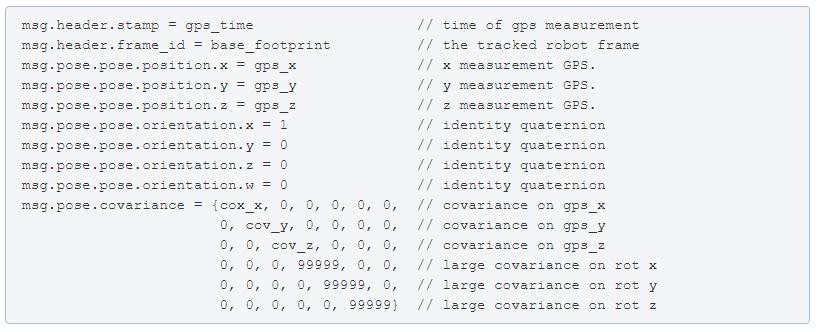 msg.header.stamp = gps_time // time of gps measurement
msg.header.frame_id = base_footprint // the tracked robot frame
msg.pose.pose.position.x = gps_x // x measurement GPS.
msg.pose.pose.position.y = gps_y // y measurement GPS.
msg.pose.pose.position.z = gps_z // z measurement GPS.
msg.pose.pose.orientation.x = 1 // identity quaternion
msg.pose.pose.orientation.y = 0 // identity quaternion
msg.pose.pose.orientation.z = 0 // identity quaternion
msg.pose.pose.orientation.w = 0 // identity quaternion
msg.pose.covariance = {cox_x, 0, 0, 0, 0, 0, // covariance on gps_x
0, cov_y, 0, 0, 0, 0, // covariance on gps_y
0, 0, cov_z, 0, 0, 0, // covariance on gps_z
0, 0, 0, 99999, 0, 0, // large covariance on rot x
0, 0, 0, 0, 99999, 0, // large covariance on rot y
0, 0, 0, 0, 0, 99999} // large covariance on rot z